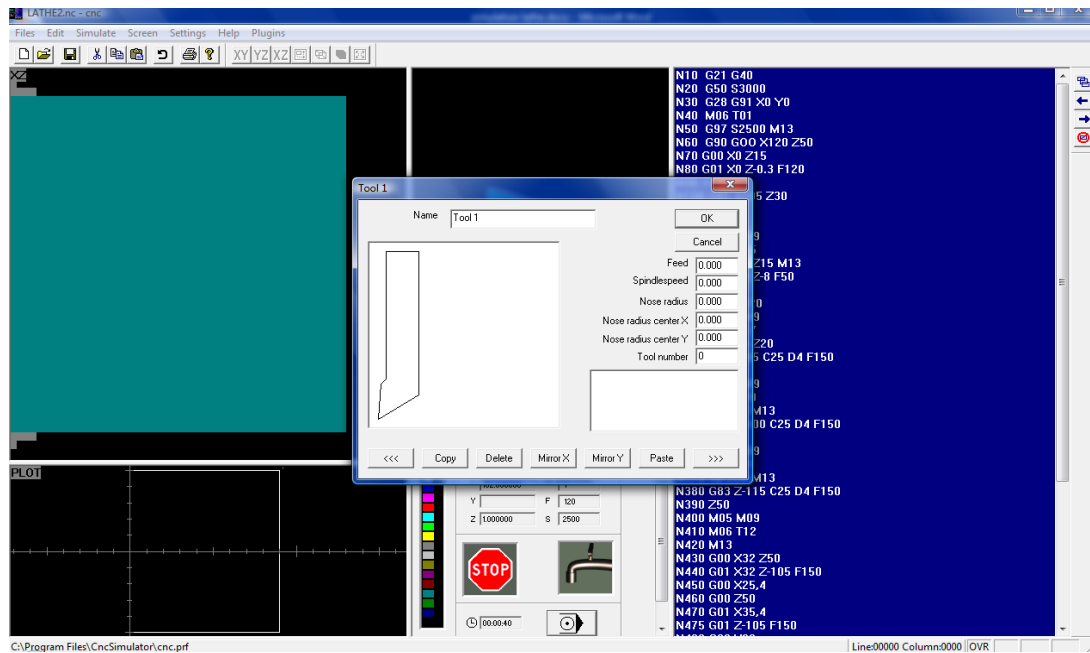 LATHE2.nc - cnc
Files Edit Simulate Screen Settings Help Plugins
XY YZ XZ
XZ
N10 G21 G40
N20 G50 S3000
N30 G28 G91 X0 Y0
N40 M06 T01
N50 G97 S2500 M13
N60 G90 GOO X120 Z50
N70 G00 X0 Z15
N80 G01 X0 Z-0.3 F120
5 Z30
9
Z15 M13
Z-8 F50
0
9
Z20
5 C25 D4 F150
9
M13
00 C25 D4 F150
9
M13
N380 G83 Z-115 C25 D4 F150
N390 Z50
N400 M05 M09
N410 M06 T12
N420 M13
N430 G00 X32 Z50
N440 G01 X32 Z-105 F150
N450 G00 X25,4
N460 G00 Z50
N470 G01 X35,4
N475 G01 Z-105 F150
Tool 1
Name Tool 1
OK
Cancel
Feed 0.000
Spindlespeed 0.000
Nose radius 0.000
Nose radius center X 0.000
Nose radius center Y 0.000
Tool number 0
<<< Copy Delete Mirror X Mirror Y Paste >>>
PLOT
Y F 120
Z 1.000000 S 2500
STOP
00:00:40
C:\Program Files\CncSimulator\cnc.prf
Line:00000 Column:0000 OVR